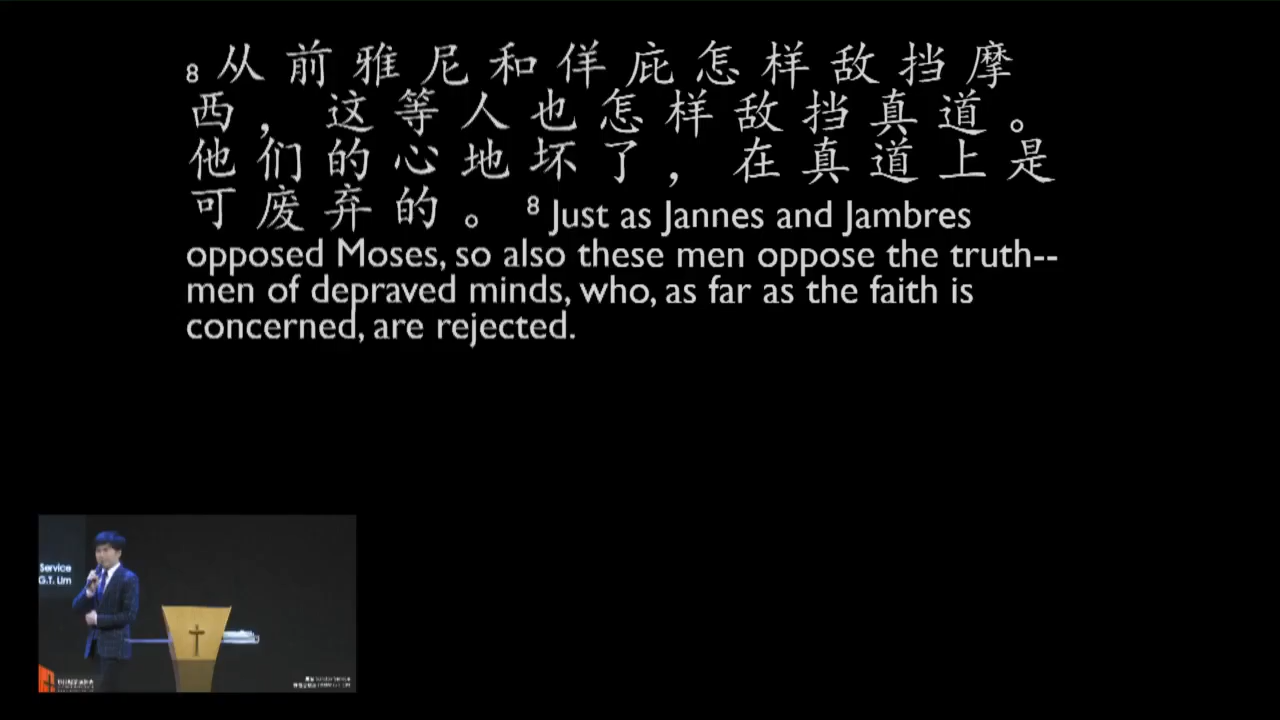 8 从前雅尼和佯庇怎样敌挡摩
西，这等人也怎样敌挡真道。
他们的心地坏了，在真道上是
可废弃的。 8 Just as Jannes and Jambres
opposed Moses, so also these men oppose the truth--
men of depraved minds, who, as far as the faith is
concerned, are rejected.
Service
G.T. Lim